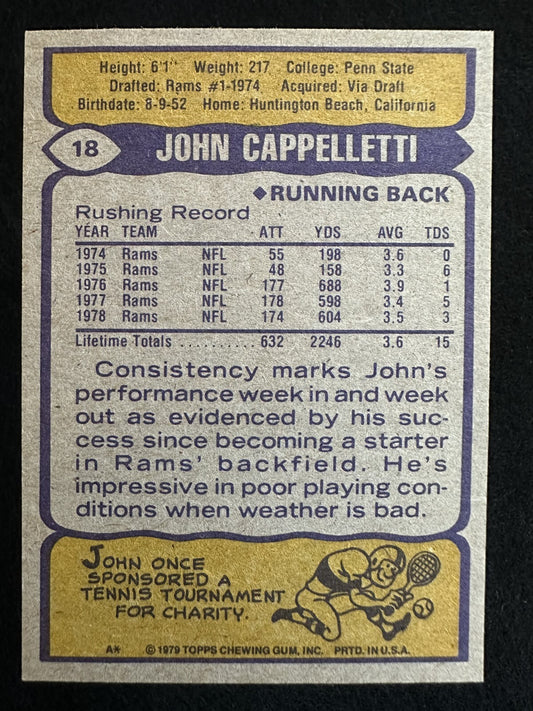 Height: 6'1" Weight: 217 College: Penn State
Drafted: Rams #1-1974 Acquired: Via Draft
Birthdate: 8-9-52 Home: Huntington Beach, California
18 JOHN CAPPELLETTI
◆RUNNING BACK
Rushing Record
YEAR TEAM ATT YDS AVG TDS
1974 Rams NFL 55 198 3.6 0
1975 Rams NFL 48 158 3.3 6
1976 Rams NFL 177 688 3.9 1
1977 Rams NFL 178 598 3.4 5
1978 Rams NFL 174 604 3.5 3
Lifetime Totals .......... 632 2246 3.6 15
Consistency marks John's
performance week in and week
out as evidenced by his suc-
cess since becoming a starter
in Rams' backfield. He's
impressive in poor playing con-
ditions when weather is bad.
JOHN ONCE
SPONSORED A
TENNIS TOURNAMENT
FOR CHARITY.
A* © 1979 TOPPS CHEWING GUM, INC. PRTD. IN U.S.A.